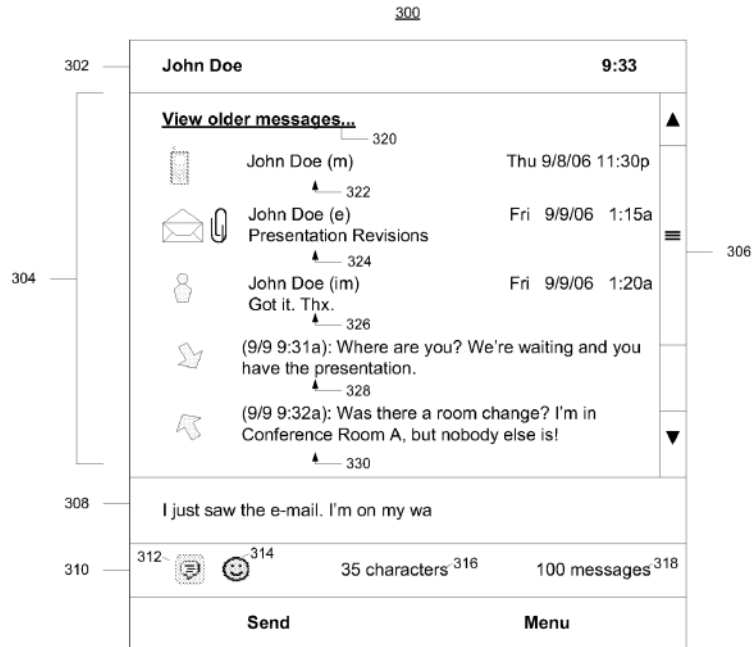 300
302 John Doe 9:33
View older messages...
320
John Doe (m) Thu 9/8/06 11:30p
322
John Doe (e) Fri 9/9/06 1:15a
Presentation Revisions
324
306
304
John Doe (im) Fri 9/9/06 1:20a
Got it. Thx.
326
(9/9 9:31a): Where are you? We're waiting and you
have the presentation.
328
(9/9 9:32a): Was there a room change? I'm in
Conference Room A, but nobody else is!
330
308 I just saw the e-mail. I'm on my wa
310 312 314 35 characters 316 100 messages 318
Send Menu